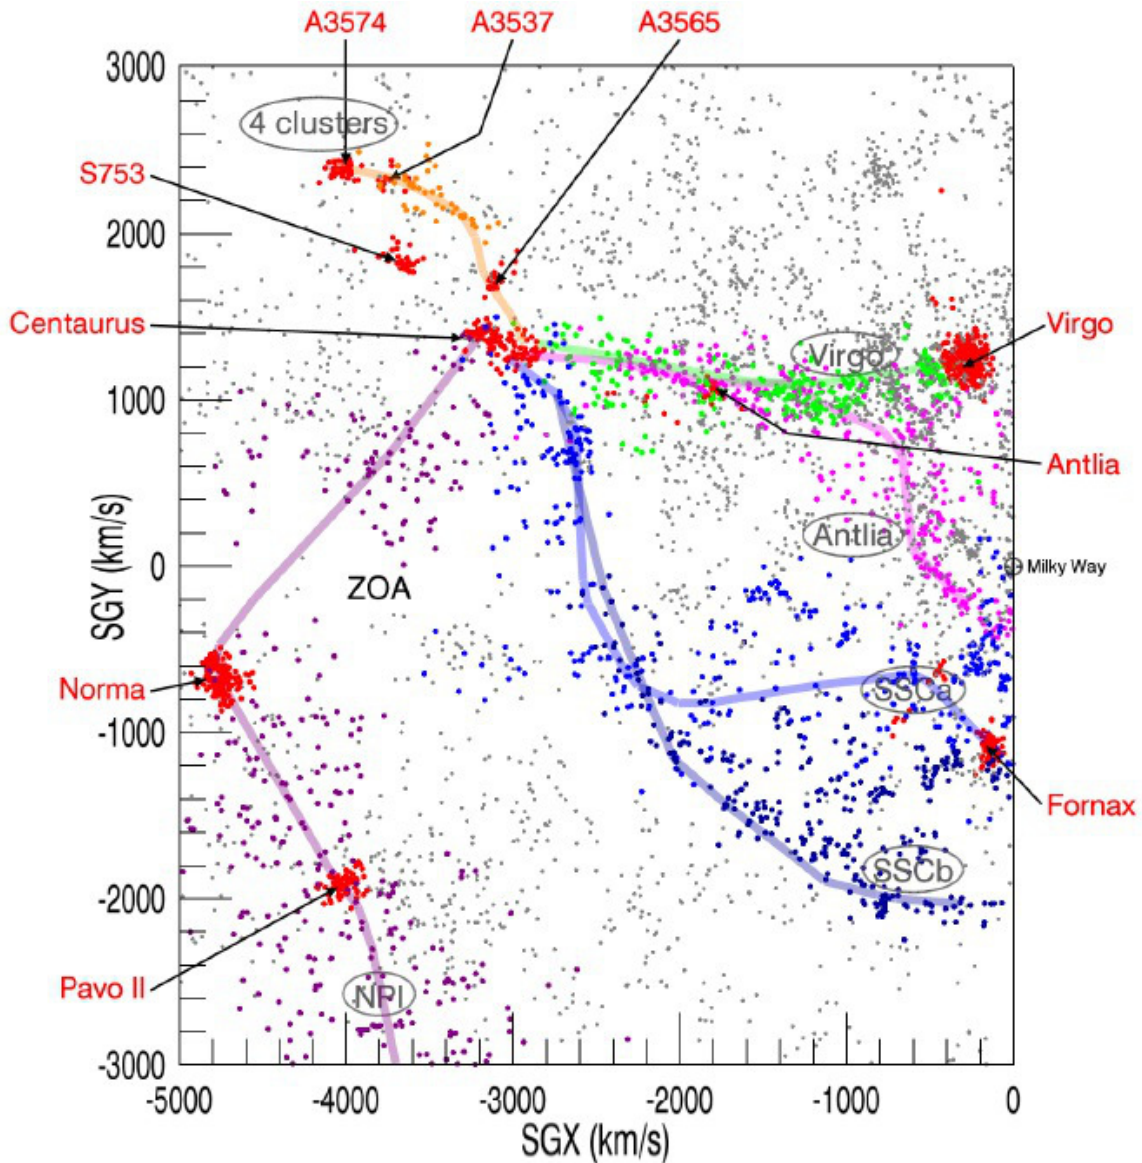 A3574 A3537 A3565
3000
4 clusters
S753
2000
Centaurus
Virgo
Virgo
1000
Antlia
Antlia
0
ZOA
Milky Way
SGY (km/s)
Norma
SSCa
-1000
Fornax
SSCb
-2000
Pavo II
NPI
-3000
-5000 -4000 -3000 -2000 -1000 0
SGX (km/s)